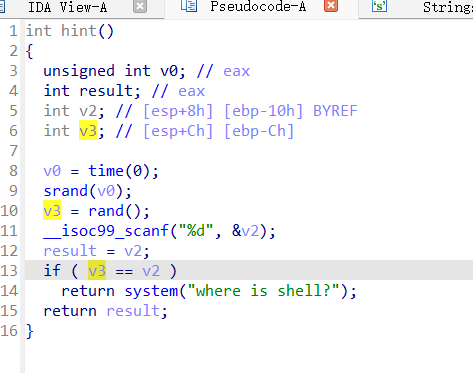 IDA View-A Pseudocode-A 's' Strings
1 int hint()
2 {
3 unsigned int v0; // eax
4 int result; // eax
5 int v2; // [esp+8h] [ebp-10h] BYREF
6 int v3; // [esp+Ch] [ebp-Ch]
7
8 v0 = time(0);
9 srand(v0);
10 v3 = rand();
11 __isoc99_scanf("%d", &v2);
12 result = v2;
13 if ( v3 == v2 )
14 return system("where is shell?");
15 return result;
16 }